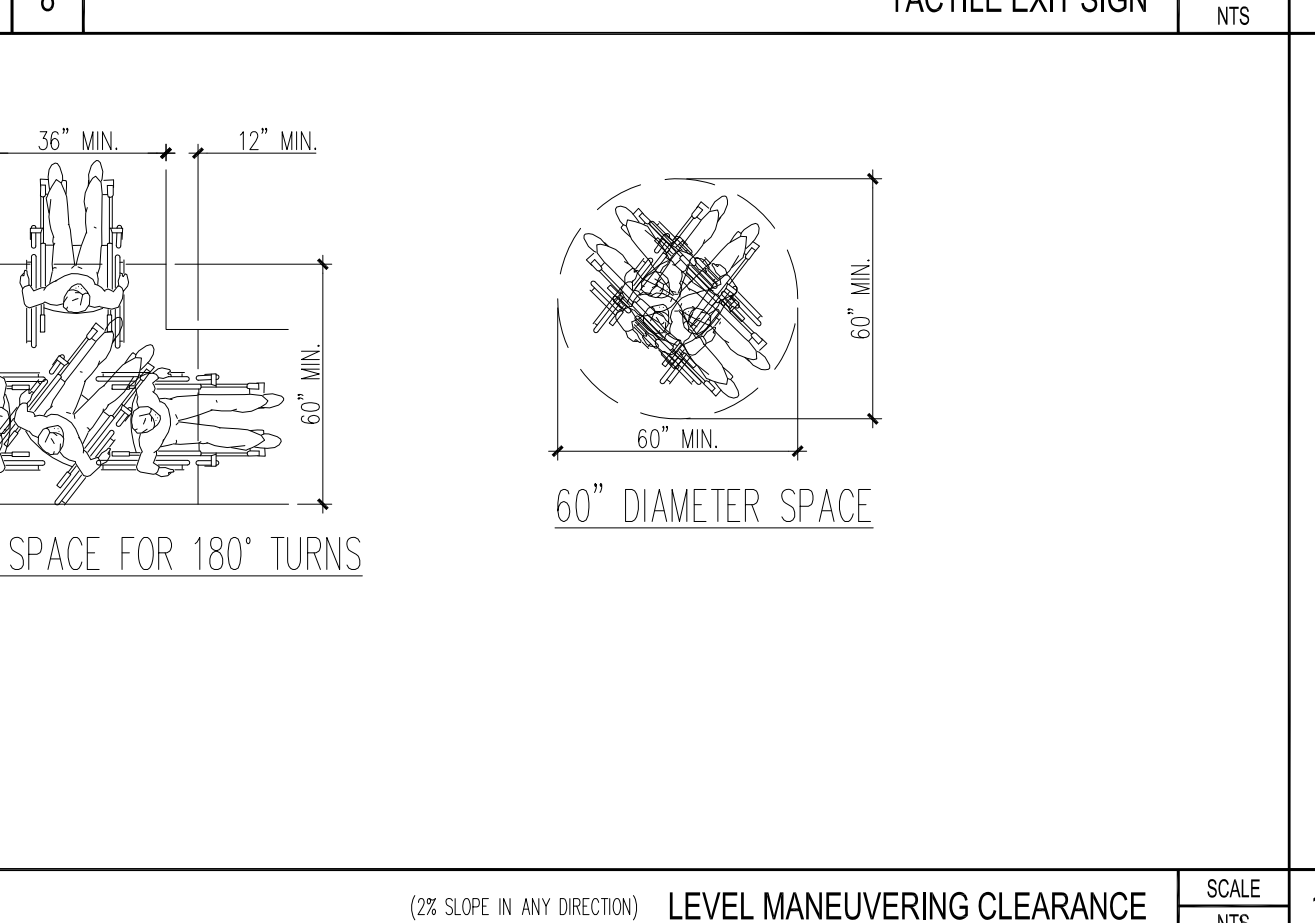 TACTILE EXIT SIGN
NTS
36" MIN.
12" MIN.
60" MIN.
SPACE FOR 180° TURNS
60" MIN.
60" MIN.
60" DIAMETER SPACE
(2% SLOPE IN ANY DIRECTION)
LEVEL MANEUVERING CLEARANCE
SCALE
NTS